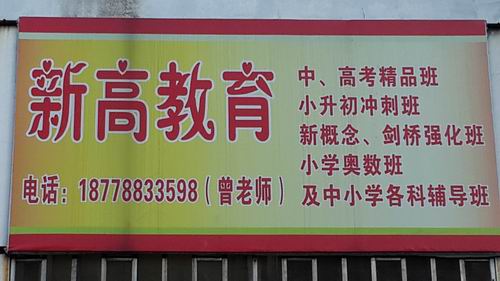 新高教育
电话：18778833598（曾老师）
中、高考精品班
小升初冲刺班
新概念、剑桥强化班
小学奥数班
及中小学各科辅导班